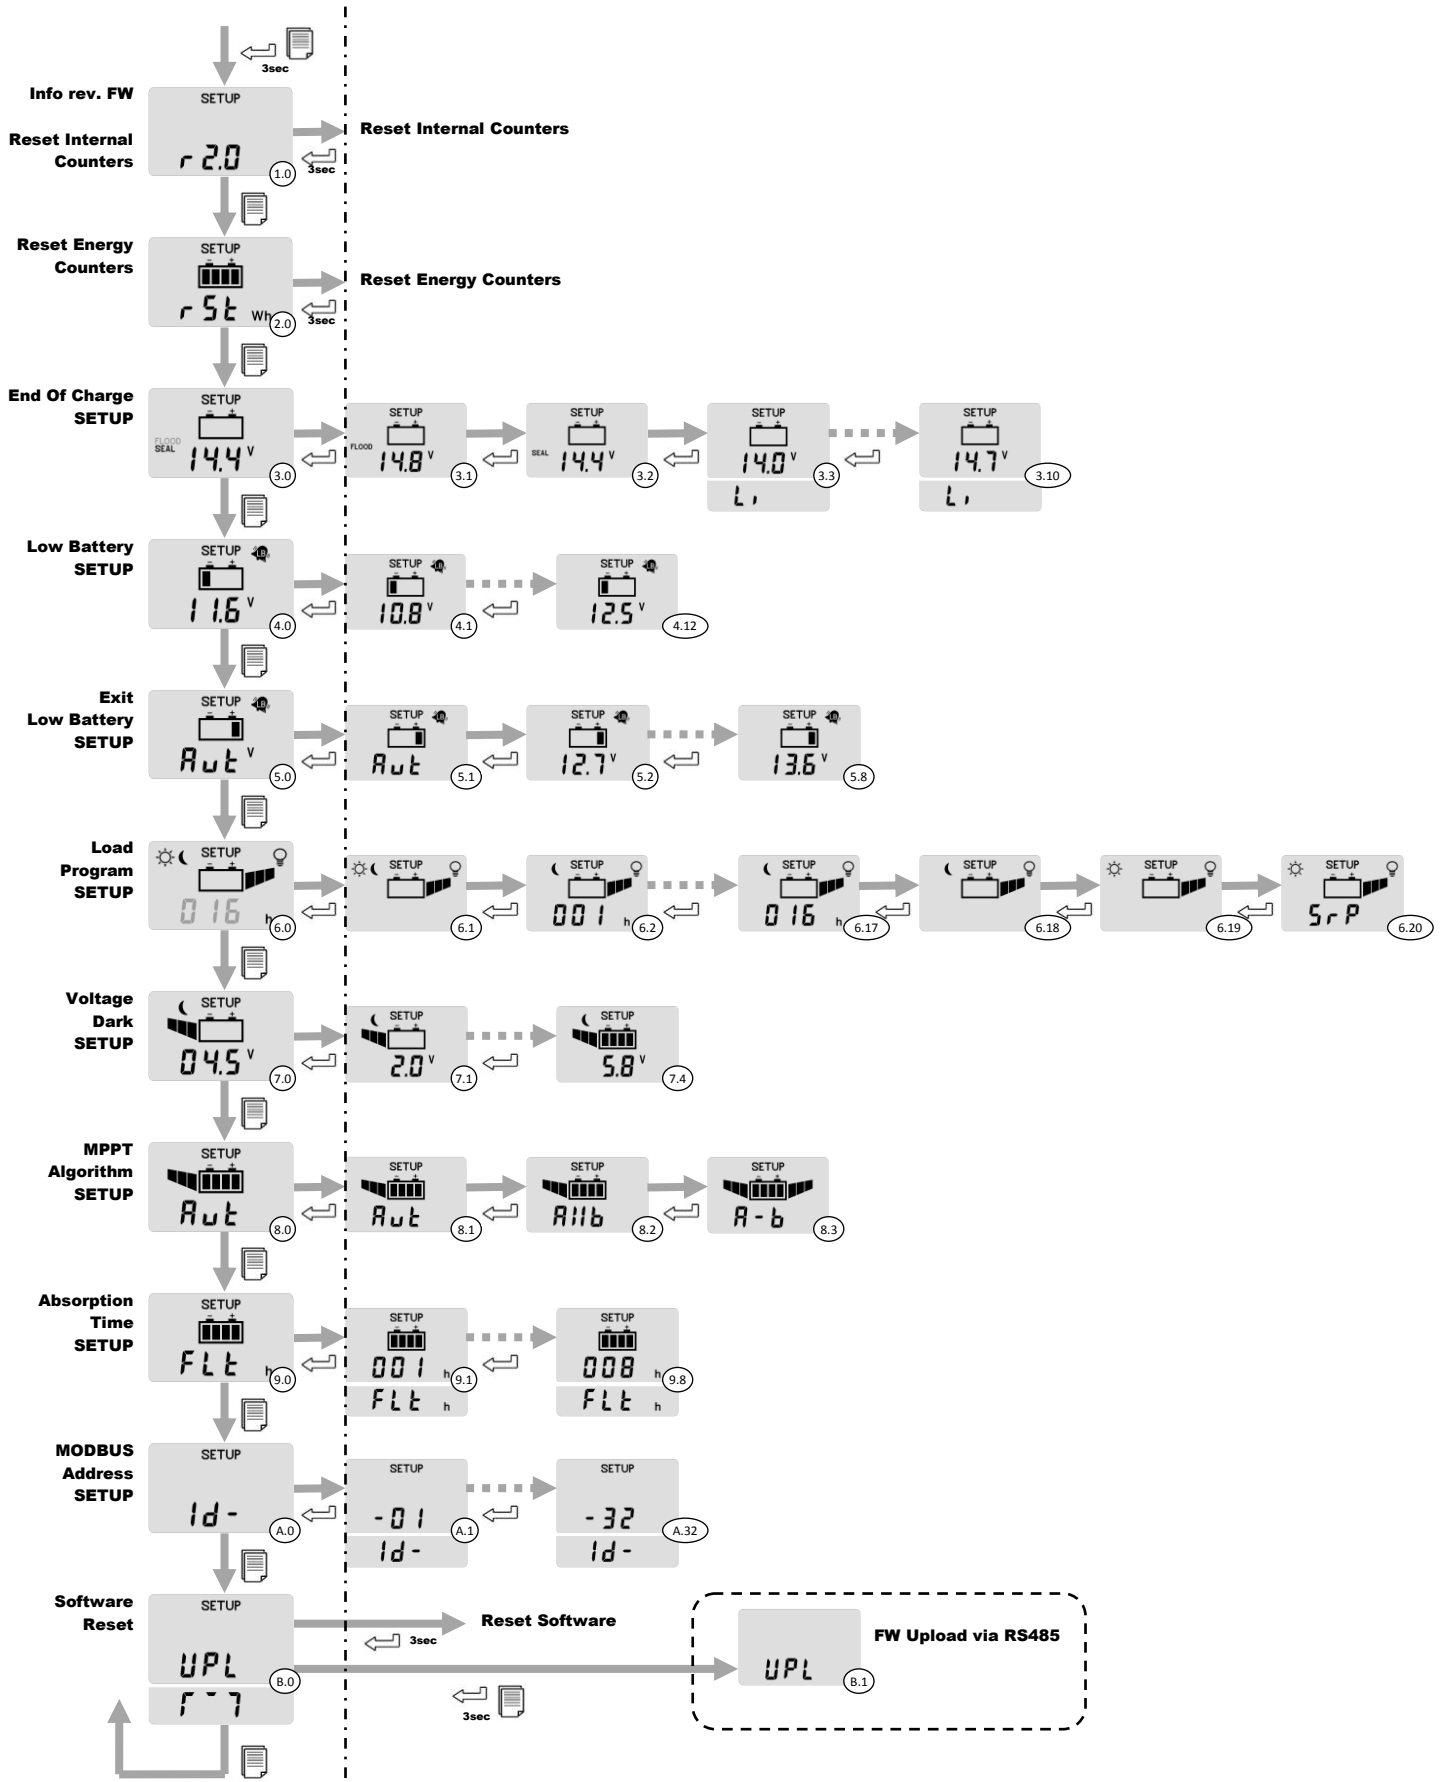 3sec
Info rev. FW
Reset Internal
Counters
SETUP
r 2.0
1.0
3sec
Reset Internal Counters
Reset Energy
Counters
SETUP
rSt Wh
2.0
3sec
Reset Energy Counters
End Of Charge
SETUP
SETUP
FLOOD
SEAL
14.4 V
3.0
SETUP
FLOOD
14.8 V
3.1
SETUP
SEAL
14.4 V
3.2
SETUP
14.0 V
3.3
Li
SETUP
14.7 V
3.10
Li
Low Battery
SETUP
SETUP LB
11.6 V
4.0
SETUP LB
10.8 V
4.1
SETUP LB
12.5 V
4.12
Exit
Low Battery
SETUP
SETUP LB
Aut V
5.0
SETUP LB
Aut
5.1
SETUP LB
12.7 V
5.2
SETUP LB
13.6 V
5.8
Load
Program
SETUP
SETUP
016 h
6.0
SETUP
6.1
SETUP
001 h
6.2
SETUP
016 h
6.17
SETUP
6.18
SETUP
6.19
SETUP
SrP
6.20
Voltage
Dark
SETUP
SETUP
04.5 V
7.0
SETUP
2.0 V
7.1
SETUP
5.8 V
7.4
MPPT
Algorithm
SETUP
SETUP
Aut
8.0
SETUP
Aut
8.1
SETUP
AIIb
8.2
SETUP
A-b
8.3
Absorption
Time
SETUP
SETUP
FLt h
9.0
SETUP
001 h
9.1
FLt h
SETUP
008 h
9.8
FLt h
MODBUS
Address
SETUP
SETUP
Id-
A.0
SETUP
-01
A.1
Id-
SETUP
-32
A.32
Id-
Software
Reset
SETUP
UPL
B.0
3sec
Reset Software
3sec
UPL
B.1
FW Upload via RS485